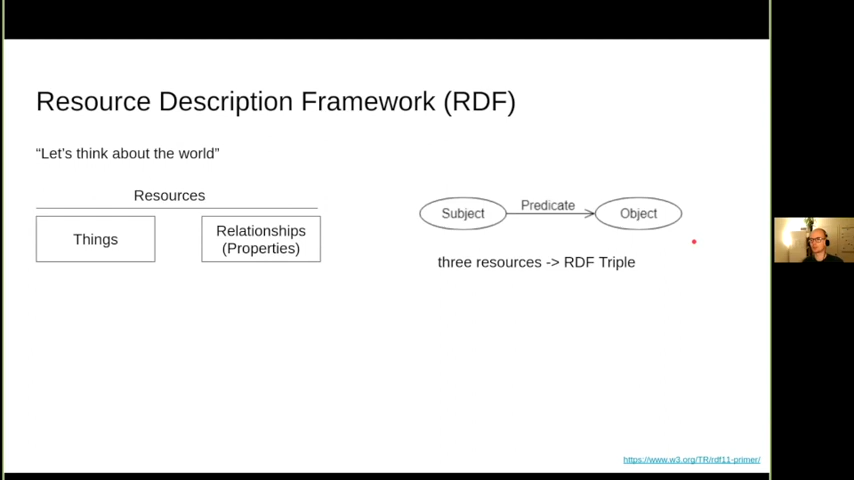 Resource Description Framework (RDF)
“Let’s think about the world”
Resources
Things
Relationships
(Properties)
Subject
Predicate
Object
three resources -> RDF Triple
https://www.w3.org/TR/rdf11-primer/